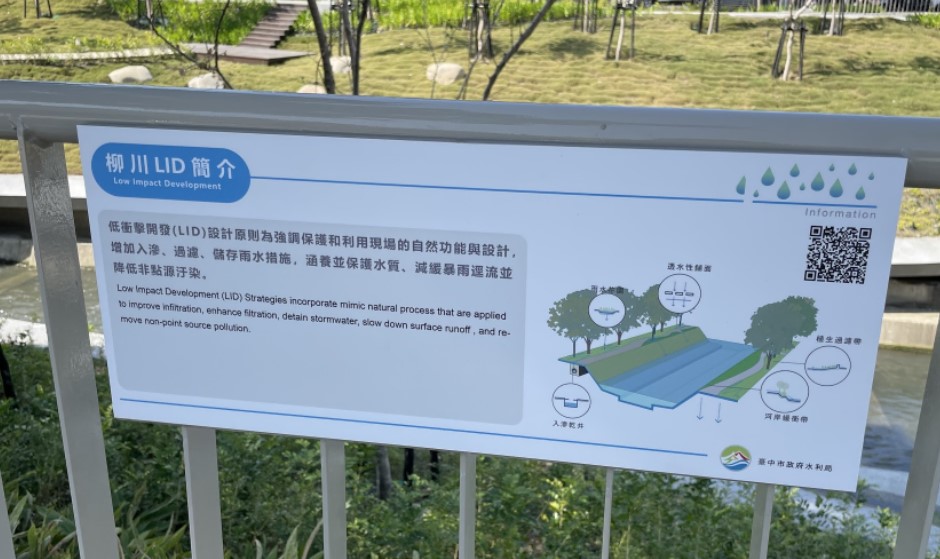 柳川LID簡介
Low Impact Development
Information
低衝擊開發(LID)設計原則為強調保護和利用現場的自然功能與設計，
增加入滲、過濾、儲存雨水措施，涵養並保護水質、減緩暴雨逕流並
降低非點源汙染。
Low Impact Development (LID) Strategies incorporate mimic natural process that are applied
to improve infiltration, enhance filtration, detain stormwater, slow down surface runoff , and re-
move non-point source pollution.
透水性鋪面
植生過濾帶
河岸緩衝帶
入滲乾井
臺中市政府水利局